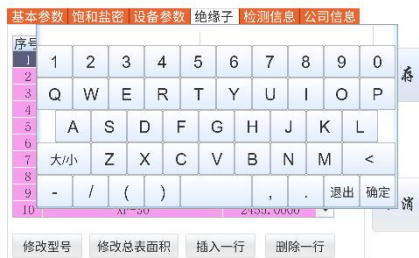 基本参数 饱和盐密 设备参数 绝缘子 检测信息 公司信息
序号
1
2
3
4
5
6
7
8
9
10
1 2 3 4 5 6 7 8 9 0
Q W E R T Y U I O P
A S D F G H J K L
大/小 Z X C V B N M <
- / ( ) , . 退出 确定
存
消
修改型号 修改总表面积 插入一行 删除一行